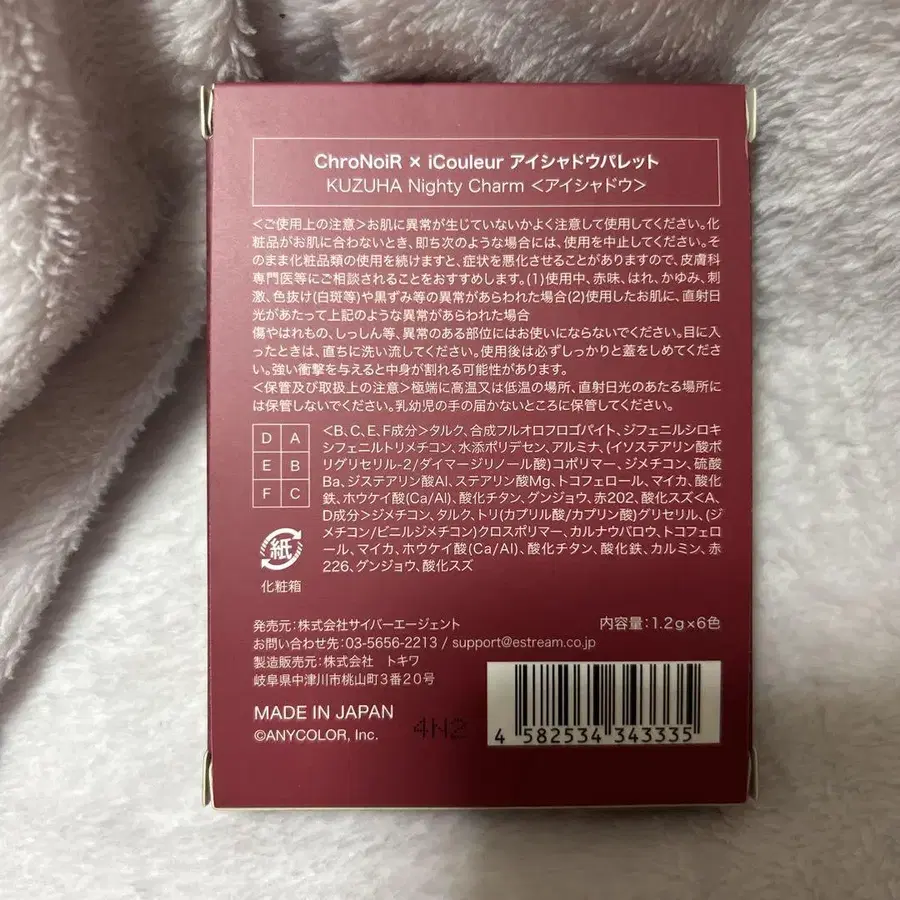 ChroNoiR × iCouleur アイシャドウパレット
KUZUHA Nighty Charm <アイシャドウ>
<ご使用上の注意>お肌に異常が生じていないかよく注意して使用してください。化
粧品がお肌に合わないとき、即ち次のような場合には、使用を中止してください。そ
のまま化粧品類の使用を続けますと、症状を悪化させることがありますので、皮膚科
専門医等にご相談されることをおすすめします。(1)使用中、赤味、はれ、かゆみ、刺
激、色抜け(白斑等)や黒ずみ等の異常があらわれた場合(2)使用したお肌に、直射日
光があたって上記のような異常があらわれた場合
傷やはれもの、しっしん等、異常のある部位にはお使いにならないでください。目に入
ったときは、直ちに洗い流してください。使用後は必ずしっかりと蓋をしめてくださ
い。強い衝撃を与えると中身が割れる可能性があります。
<保管及び取扱上の注意>極端に高温又は低温の場所、直射日光のあたる場所に
は保管しないでください。乳幼児の手の届かないところに保管してください。
D A
E B
F C
<B、C、E、F成分>タルク、合成フルオロフロゴパイト、ジフェニルシロキ
シフェニルトリメチコン、水添ポリデセン、アルミナ、(イソステアリン酸ポ
リグリセリル-2/ダイマージリノール酸)コポリマー、ジメチコン、硫酸
Ba、ジステアリン酸Al、ステアリン酸Mg、トコフェロール、マイカ、酸化
鉄、ホウケイ酸(Ca/Al)、酸化チタン、グンジョウ、赤202、酸化スズ<A、
D成分>ジメチコン、タルク、トリ(カプリル酸/カプリン酸)グリセリル、(ジ
メチコン/ビニルジメチコン)クロスポリマー、カルナウバロウ、トコフェロ
ール、マイカ、ホウケイ酸(Ca/Al)、酸化チタン、酸化鉄、カルミン、赤
226、グンジョウ、酸化スズ
紙
化粧箱
発売元:株式会社サイバーエージェント
内容量:1.2g×6色
お問い合わせ先:03-5656-2213 / support@estream.co.jp
製造販売元:株式会社 トキワ
岐阜県中津川市桃山町3番20号
MADE IN JAPAN
©ANYCOLOR, Inc.
4N2
4 582534 343335